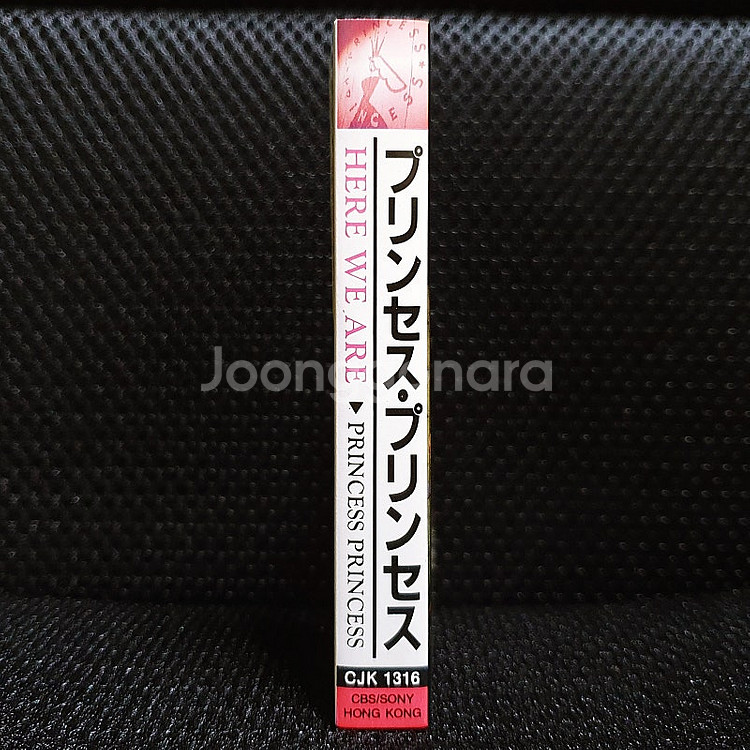 プリンセス・プリンセス
HERE WE ARE ▶ PRINCESS PRINCESS
CJK 1316
CBS/SONY
HONG KONG
Joonggonara